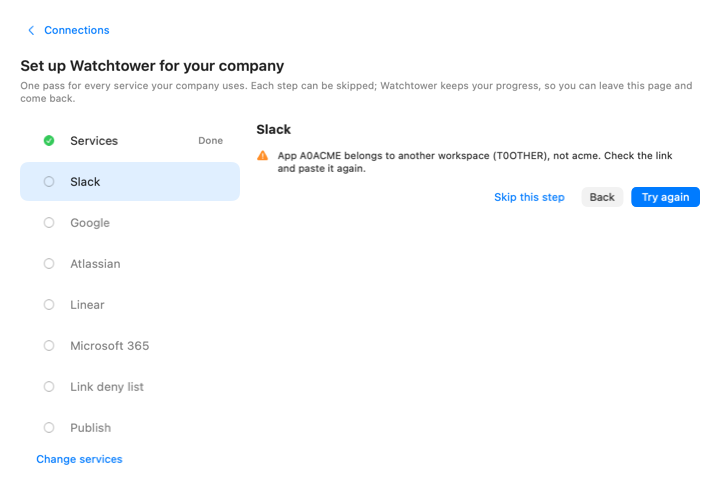 Connections
Set up Watchtower for your company
One pass for every service your company uses. Each step can be skipped; Watchtower keeps your progress, so you can leave this page and
come back.
Services
Done
Slack
Google
Atlassian
Linear
Microsoft 365
Link deny list
Publish
Change services
Slack
App A0ACME belongs to another workspace (T0OTHER), not acme. Check the link
and paste it again.
Skip this step
Back
Try again